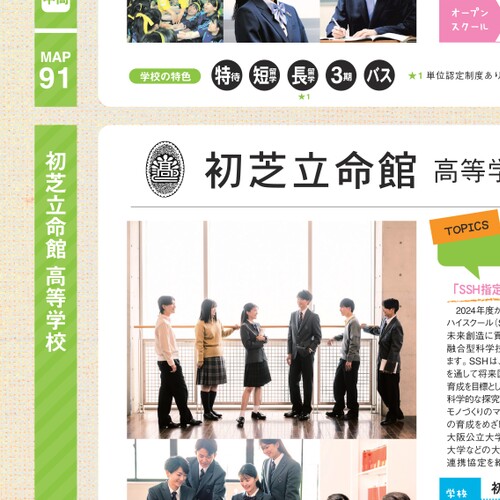 中高
MAP
91
オープン
スクール
学校の特色
特待
短留学
長留学
3期
バス
★1 単位認定制度あり
★1
初芝立命館 高等学校
初芝立命館 高等学
TOPICS
「SSH指定
2024年度か
ハイスクール(S
未来創造に貢
融合型科学技
ます。SSHは、
を通して将来国
育成を目標とし
科学的な探究
モノづくりのマ
の育成をめざし
大阪公立大学
大学などの大
連携協定を結
学校
初